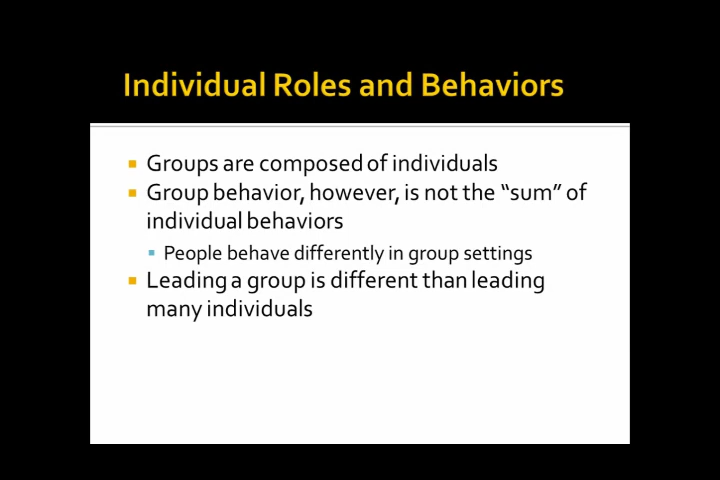 Individual Roles and Behaviors
Groups are composed of individuals
Group behavior, however, is not the “sum” of
individual behaviors
People behave differently in group settings
Leading a group is different than leading
many individuals